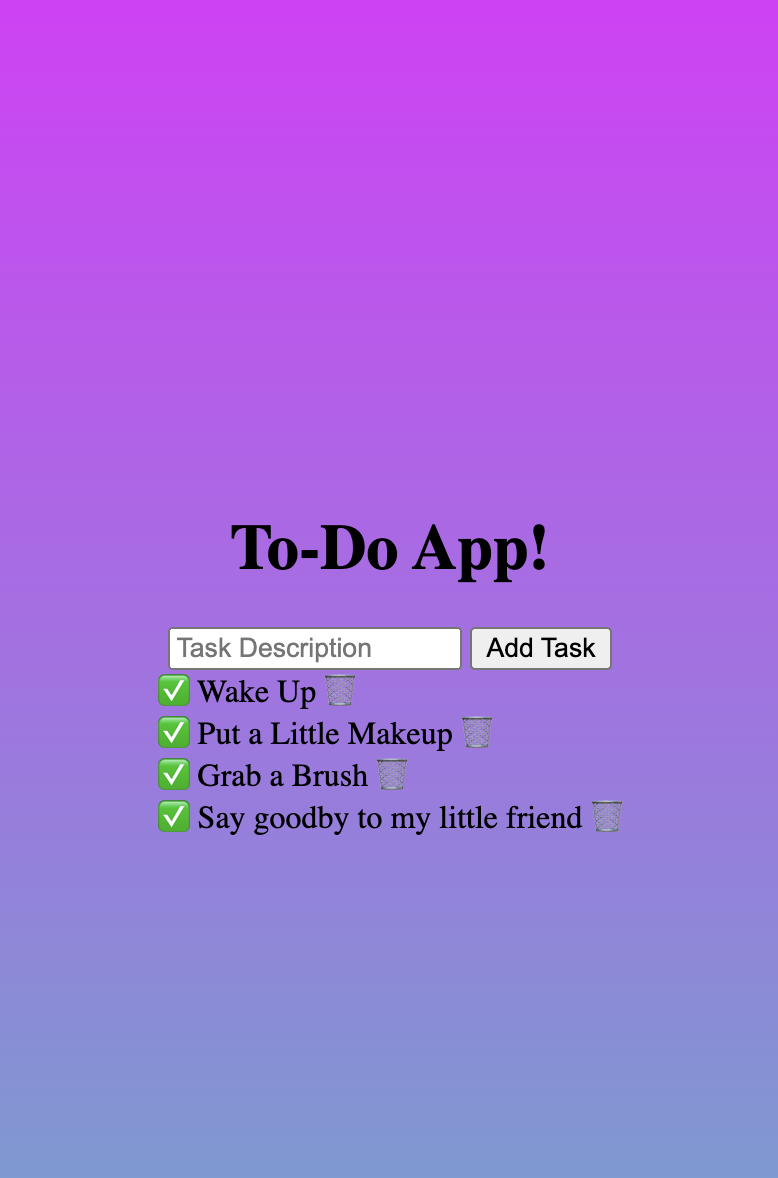 To-Do App!
Task Description Add Task
✅ Wake Up 🗑️
✅ Put a Little Makeup 🗑️
✅ Grab a Brush 🗑️
✅ Say goodby to my little friend 🗑️